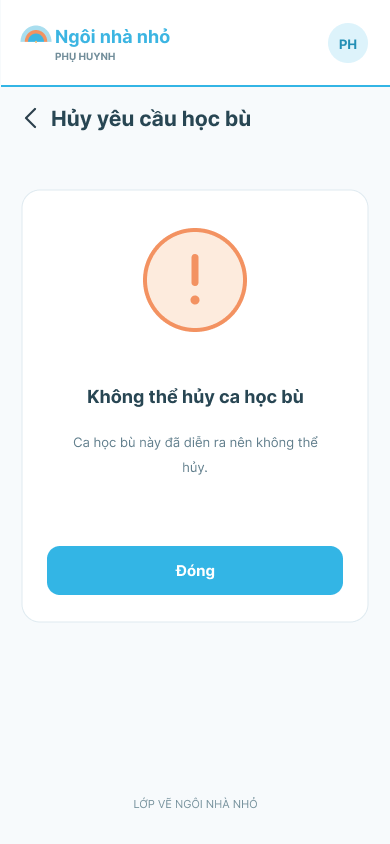 Ngôi nhà nhỏ
PHỤ HUYNH
PH
Hủy yêu cầu học bù
Không thể hủy ca học bù
Ca học bù này đã diễn ra nên không thể
hủy.
Đóng
LỚP VẼ NGÔI NHÀ NHỎ